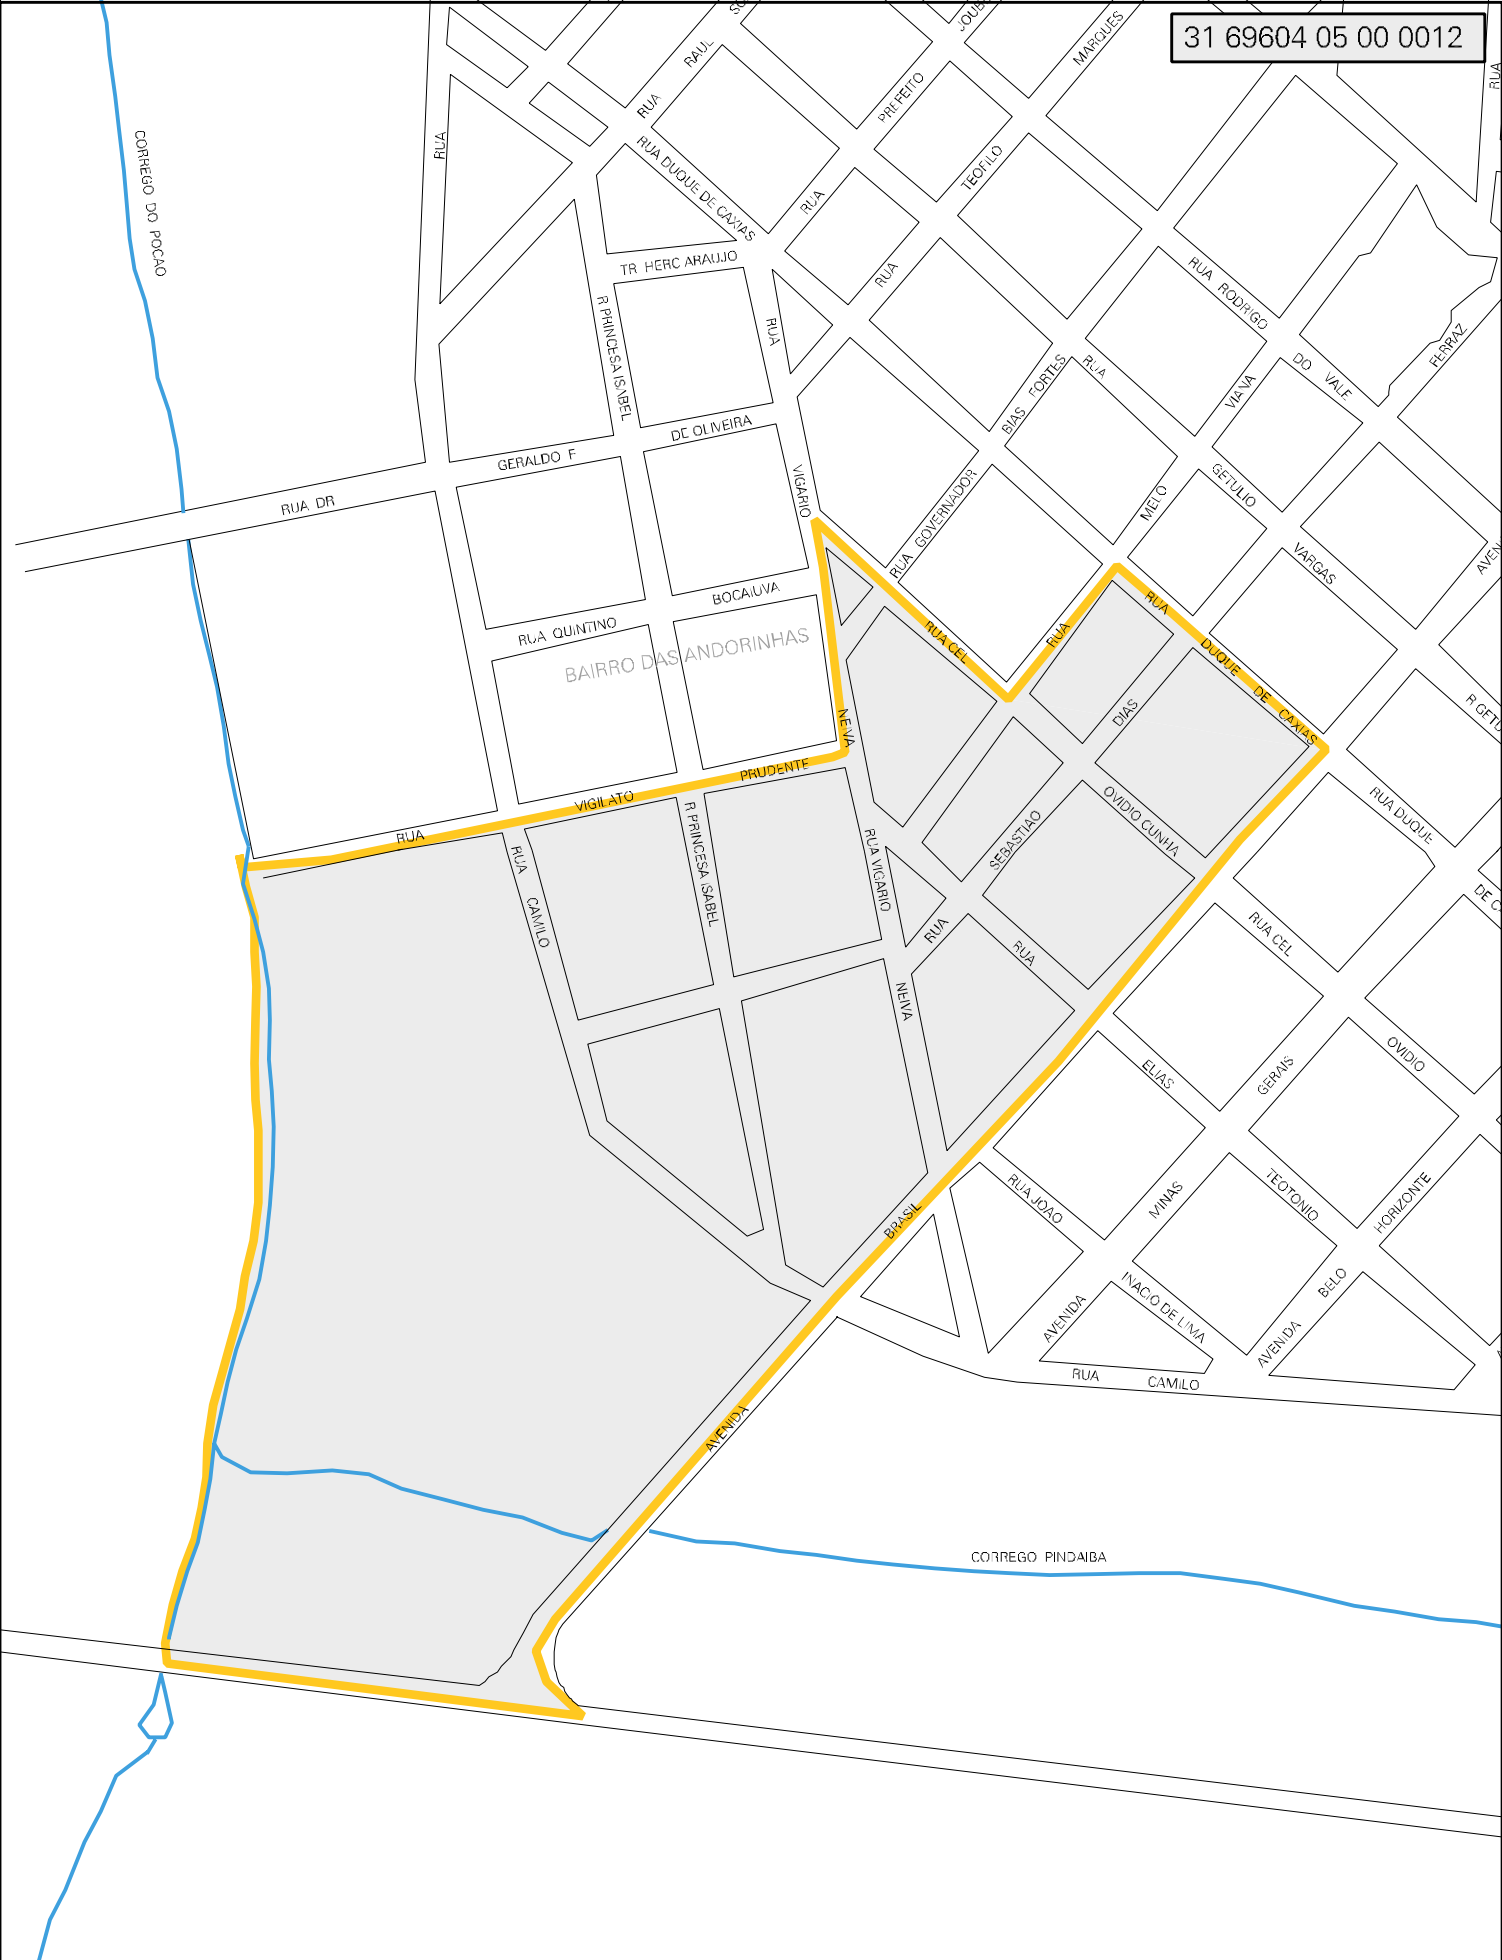 31 69604 05 00 0012
MARQUES
RUA
RUA
PREFEITO
CORREGO DO POCAO
RUA
RUA
RUA DUQUE DE CAXIAS
TEOFILO
RUA
TR HERC ARAUJO
RUA
RUA RODRIGO
DO VALE
FERRAZ
R PRINCESA ISABEL
RUA
BIAS FORTES
RUA
VIANA
DE OLIVEIRA
GERALDO F
RUA DR
VIGARIO
RUA GOVERNADOR
MELO
GETULIO
VARGAS
AVEN
BOCAIUVA
RUA QUINTINO
BAIRRO DAS ANDORINHAS
RUA CEL
RUA
RUA
DUQUE DE CAXIAS
R GETU
NEIVA
DIAS
PRUDENTE
VIGILATO
RUA
R PRINCESA ISABEL
RUA CAMILO
RUA VIGARIO
SEBASTIAO
OVIDIO CUNHA
RUA DUQUE
DE C
RUA
RUA
RUA CEL
NEIVA
OVIDIO
ELIAS
GERAIS
RUA JOAO
MINAS
TEOTONIO
HORIZONTE
BRASIL
INACIO DE LIMA
BELO
AVENIDA
AVENIDA
RUA CAMILO
AVENIDA
CORREGO PINDAIBA